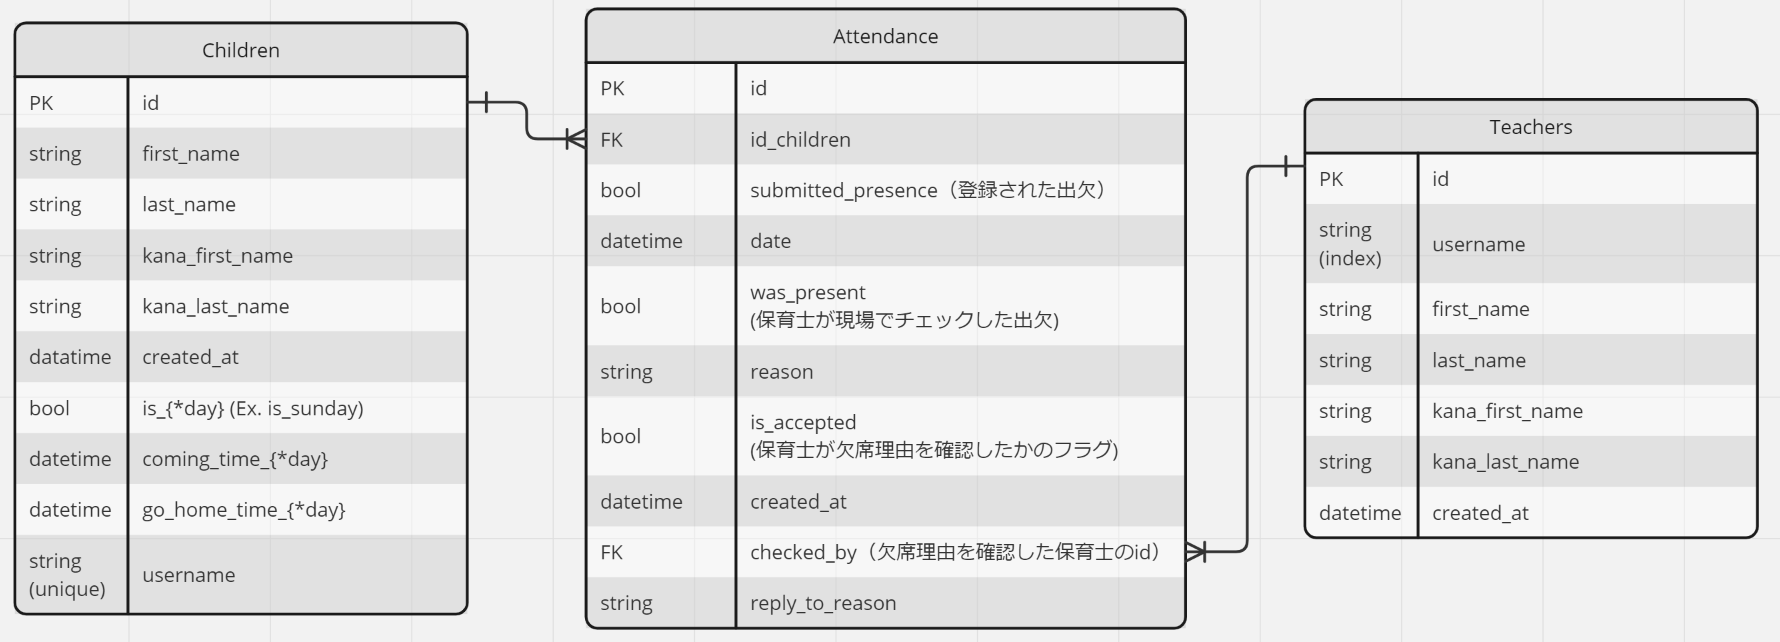 Children
PK id
string first_name
string last_name
string kana_first_name
string kana_last_name
datatime created_at
bool is_{*day} (Ex. is_sunday)
datetime coming_time_{*day}
datetime go_home_time_{*day}
string
(unique)
username
Attendance
PK id
FK id_children
bool submitted_presence（登録された出欠）
datetime date
bool
was_present
(保育士が現場でチェックした出欠)
string reason
bool
is_accepted
(保育士が欠席理由を確認したかのフラグ)
datetime created_at
FK checked_by（欠席理由を確認した保育士のid）
string reply_to_reason
Teachers
PK id
string
(index)
username
string first_name
string last_name
string kana_first_name
string kana_last_name
datetime created_at